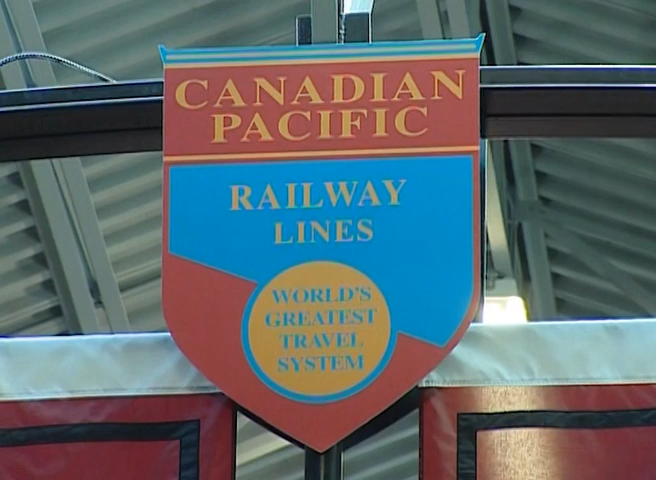 CANADIAN
PACIFIC
RAILWAY
LINES
WORLD'S
GREATEST
TRAVEL
SYSTEM